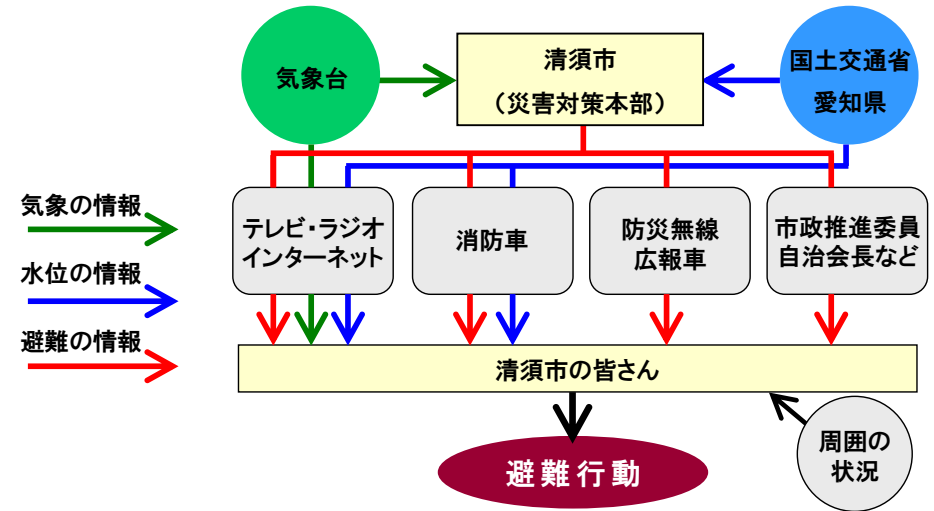 気象台
清須市
（災害対策本部）
国土交通省
愛知県
気象の情報
水位の情報
避難の情報
テレビ・ラジオ
インターネット
消防車
防災無線
広報車
市政推進委員
自治会長など
清須市の皆さん
周囲の
状況
避難行動